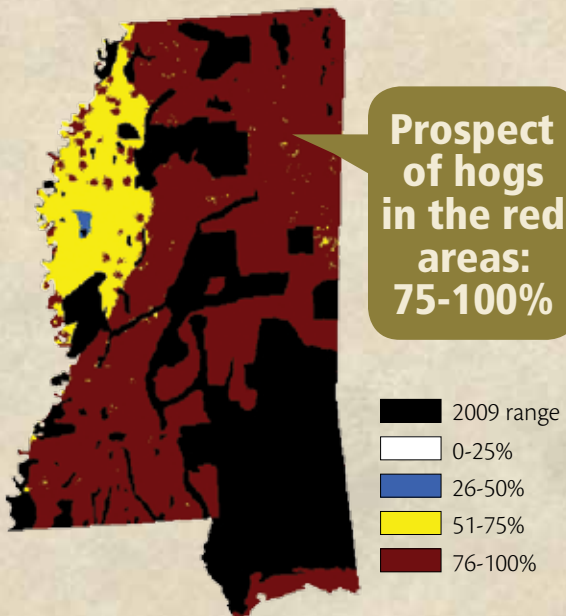 Prospect
of hogs
in the red
areas:
75-100%
2009 range
0-25%
26-50%
51-75%
76-100%